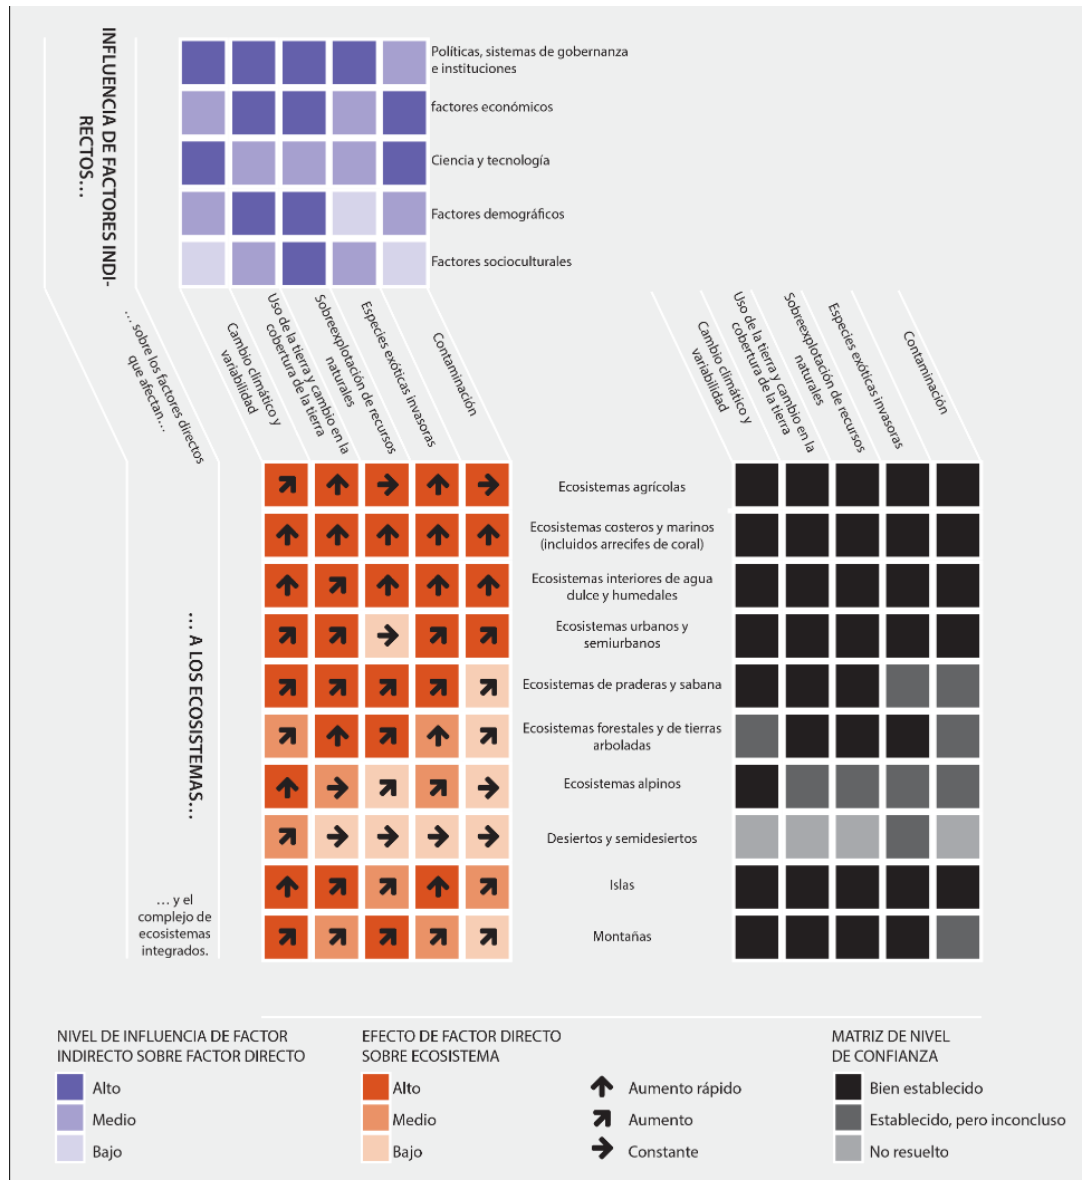 INFLUENCIA DE FACTORES INDI-
RECTOS…
Políticas, sistemas de gobernanza
e instituciones
factores económicos
Ciencia y tecnología
Factores demográficos
Factores socioculturales
… sobre los factores directos
que afectan…
Cambio climático y
variabilidad
Uso de la tierra y cambio en la
cobertura de la tierra
Sobreexplotación de recursos
naturales
Especies exóticas invasoras
Contaminación
Cambio climático y
variabilidad
Uso de la tierra y cambio en la
cobertura de la tierra
Sobreexplotación de recursos
naturales
Especies exóticas invasoras
Contaminación
… A LOS ECOSISTEMAS…
Ecosistemas agrícolas
Ecosistemas costeros y marinos
(incluidos arrecifes de coral)
Ecosistemas interiores de agua
dulce y humedales
Ecosistemas urbanos y
semiurbanos
Ecosistemas de praderas y sabana
Ecosistemas forestales y de tierras
arboladas
Ecosistemas alpinos
Desiertos y semidesiertos
Islas
Montañas
… y el
complejo de
ecosistemas
integrados.
NIVEL DE INFLUENCIA DE FACTOR
INDIRECTO SOBRE FACTOR DIRECTO
Alto
Medio
Bajo
EFECTO DE FACTOR DIRECTO
SOBRE ECOSISTEMA
Alto
Medio
Bajo
Aumento rápido
Aumento
Constante
MATRIZ DE NIVEL
DE CONFIANZA
Bien establecido
Establecido, pero inconcluso
No resuelto